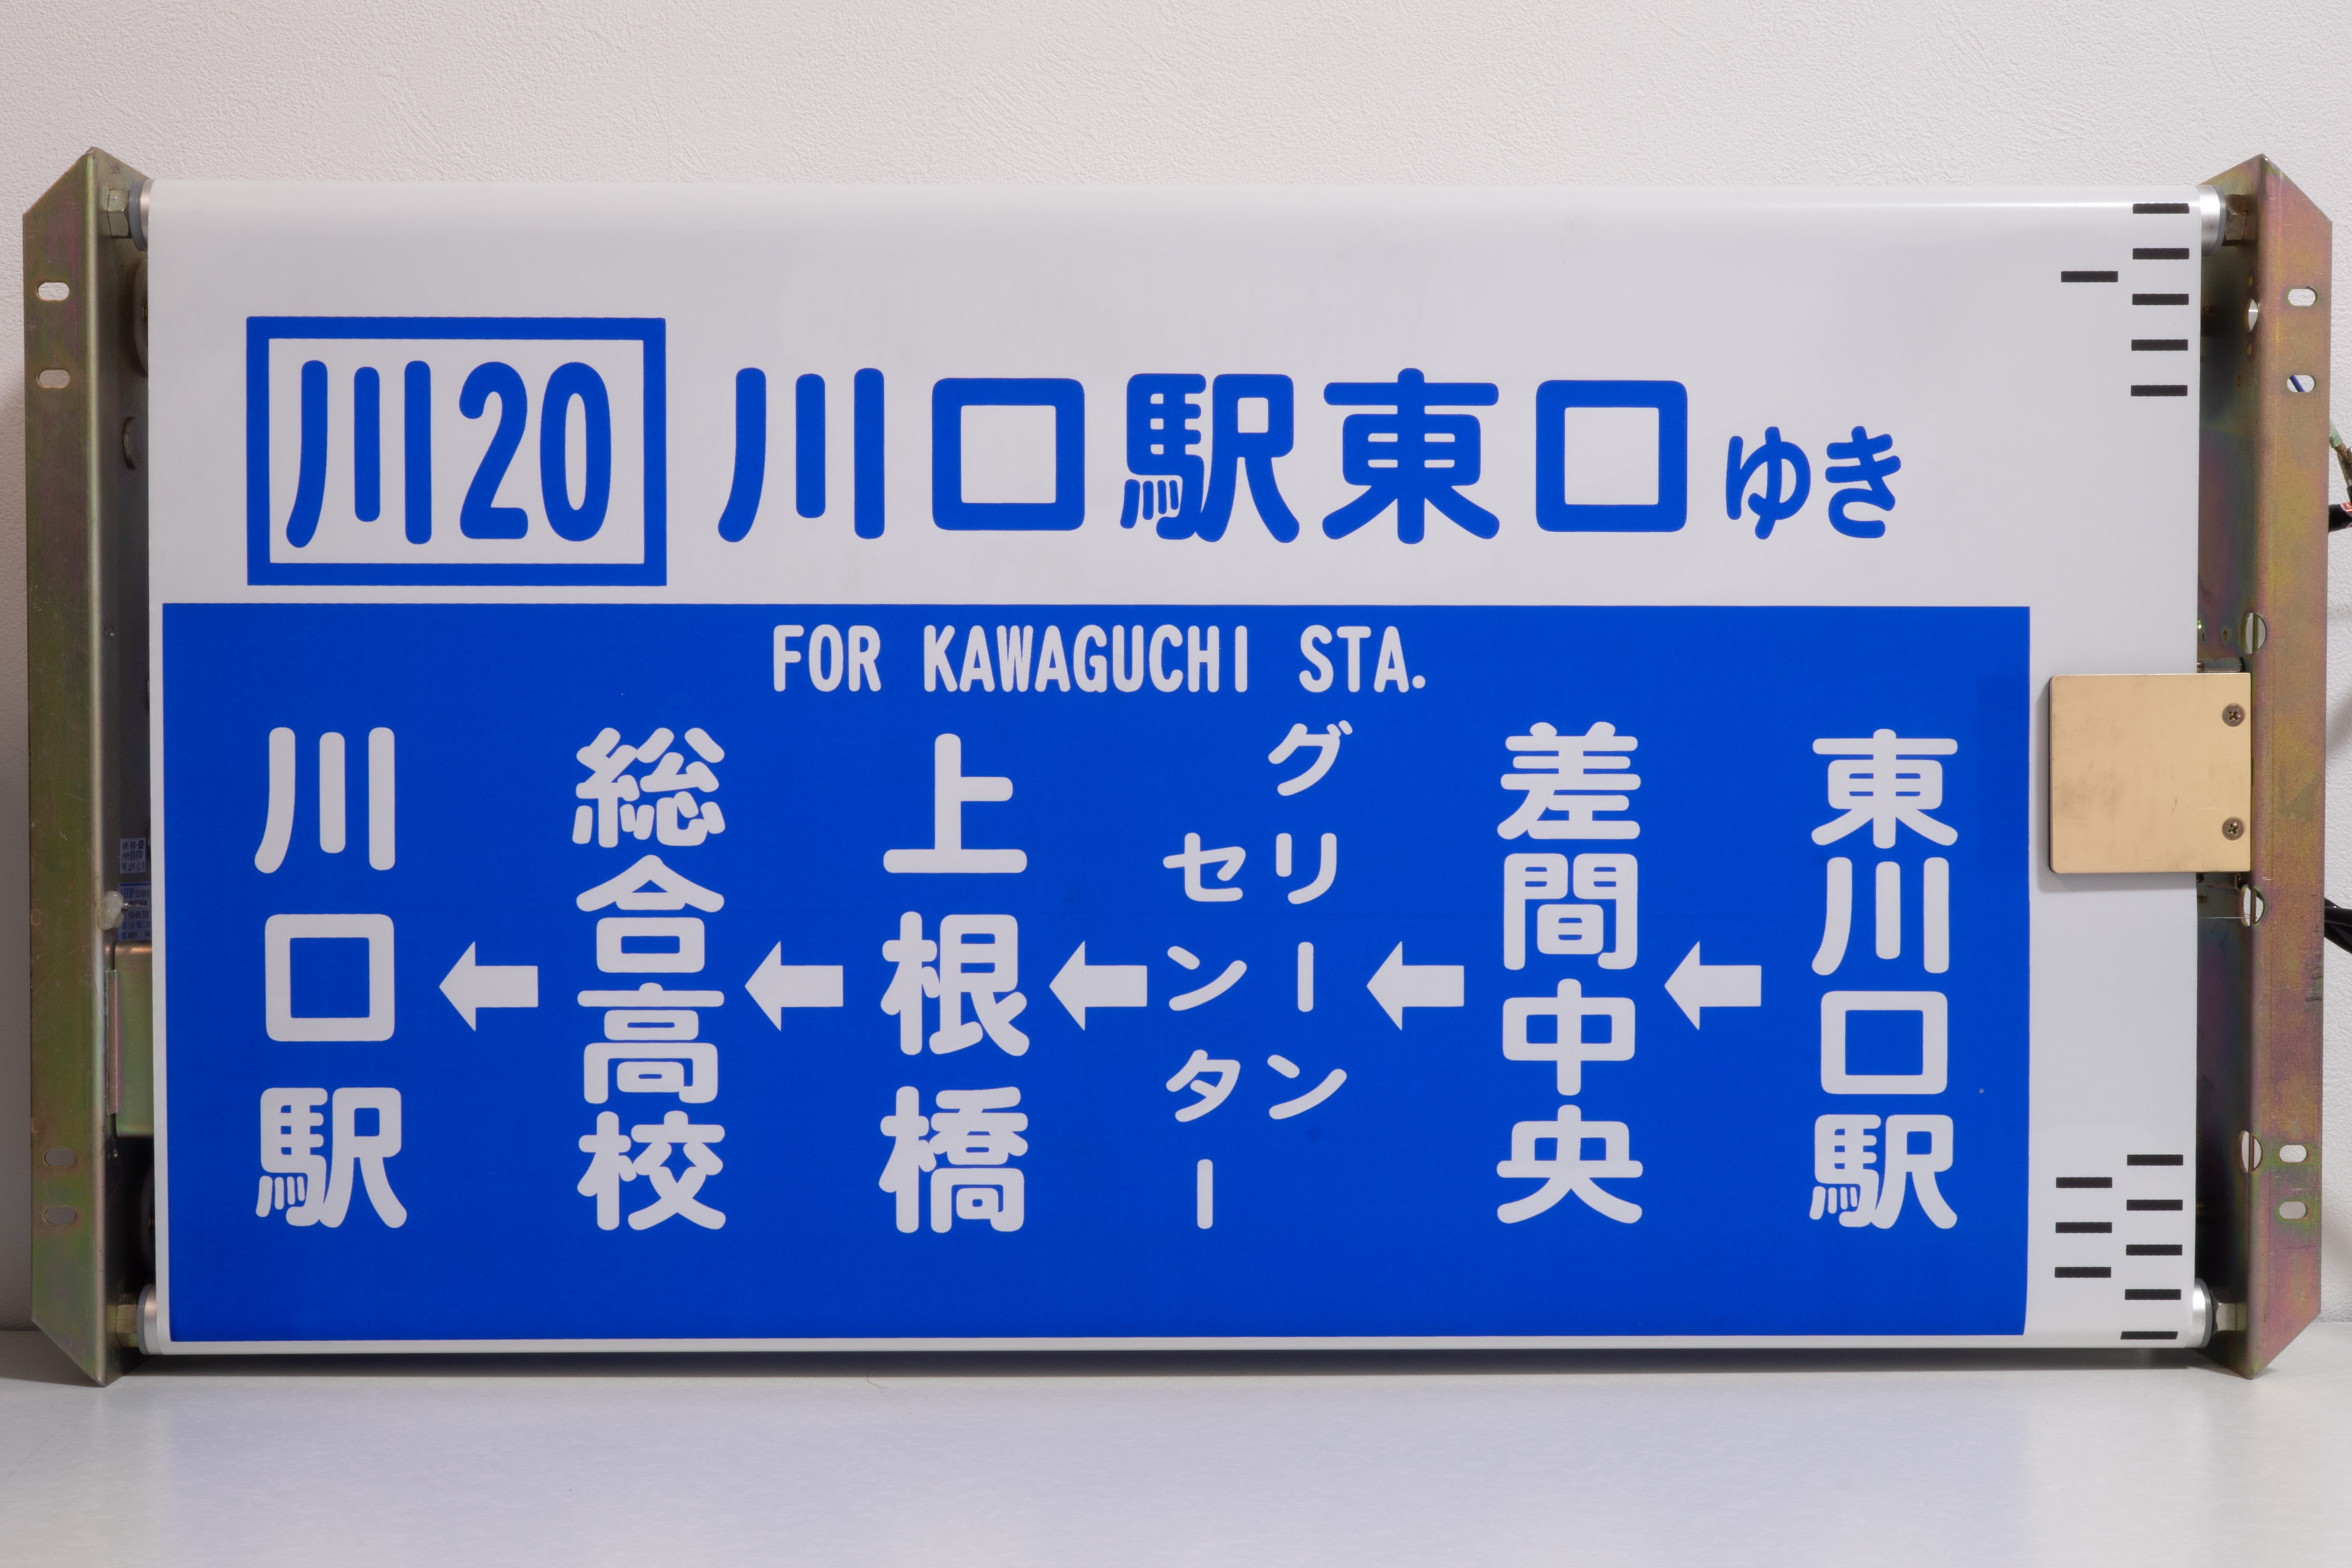 川20 川口駅東口ゆき
FOR KAWAGUCHI STA.
東川口駅
←
差間中央
←
グリーン
センター
←
上根橋
←
総合高校
←
川口駅